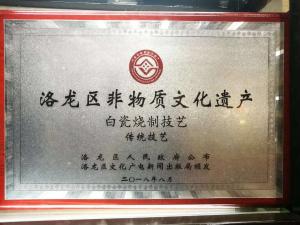 洛龙区非物质文化遗产
白瓷烧制技艺
传统技艺
洛龙区人民政府公布
洛龙区文化广电新闻出版局颁发
二〇一八年八月